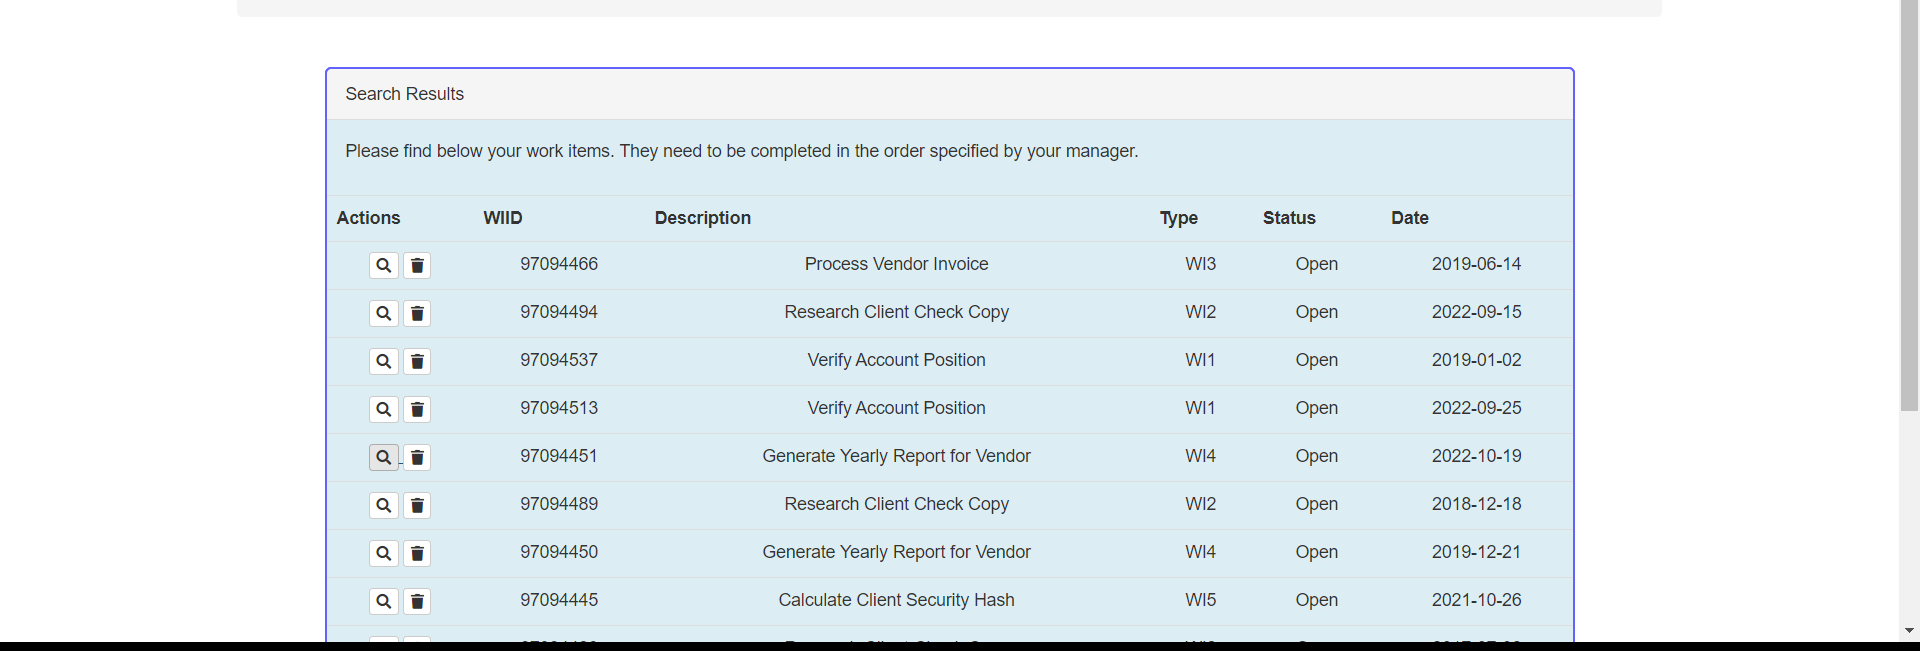 Search Results
Please find below your work items. They need to be completed in the order specified by your manager.
Actions WIID Description Type Status Date
97094466 Process Vendor Invoice WI3 Open 2019-06-14
97094494 Research Client Check Copy WI2 Open 2022-09-15
97094537 Verify Account Position WI1 Open 2019-01-02
97094513 Verify Account Position WI1 Open 2022-09-25
97094451 Generate Yearly Report for Vendor WI4 Open 2022-10-19
97094489 Research Client Check Copy WI2 Open 2018-12-18
97094450 Generate Yearly Report for Vendor WI4 Open 2019-12-21
97094445 Calculate Client Security Hash WI5 Open 2021-10-26